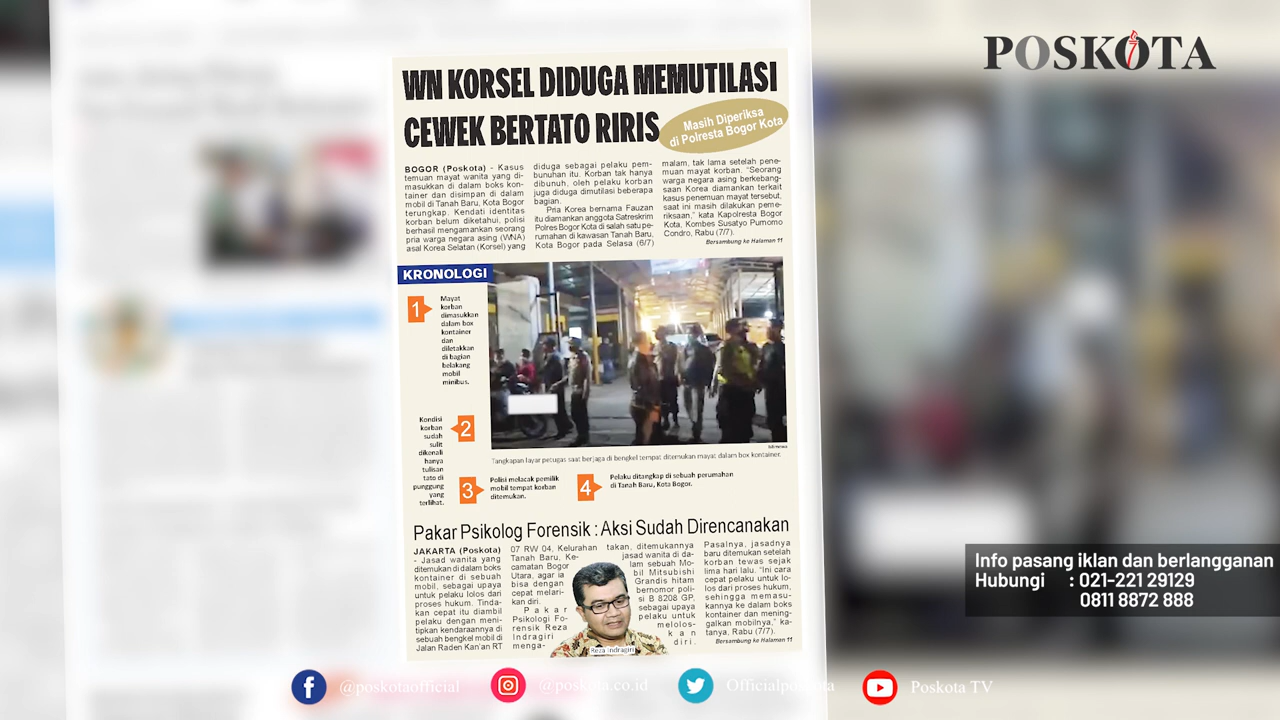 POSKOTA
WN KORSEL DIDUGA MEMUTILASI
CEWEK BERTATO RIRIS
Masih Diperiksa
di Polresta Bogor Kota
BOGOR (Poskota) - Kasus
temuan mayat wanita yang di-
masukkan di dalam boks kon-
tainer dan disimpan di dalam
mobil di Tanah Baru, Kota Bogor
terungkap. Kendati identitas
korban belum diketahui, polisi
berhasil mengamankan seorang
pria warga negara asing (WNA)
asal Korea Selatan (Korsel) yang
diduga sebagai pelaku pem-
bunuhan itu. Korban tak hanya
dibunuh, oleh pelaku korban
juga diduga dimutilasi beberapa
bagian.
Pria Korea bernama Fauzan
itu diamankan anggota Satreskrim
Polres Bogor Kota di salah satu pe-
rumahan di kawasan Tanah Baru,
Kota Bogor pada Selasa (6/7)
malam, tak lama setelah pene-
muan mayat korban. "Seorang
warga negara asing berkebang-
saan Korea diamankan terkait
kasus penemuan mayat tersebut,
saat ini masih dilakukan peme-
riksaan," kata Kapolresta Bogor
Kota, Kombes Susatyo Purnomo
Condro, Rabu (7/7).
Bersambung ke Halaman 11
KRONOLOGI
1
Mayat
korban
dimasukkan
dalam box
kontainer
dan
diletakkan
di bagian
belakang
mobil
minibus.
Kondisi
korban
sudah
sulit
dikenali
hanya
tulisan
tato di
punggung
yang
terlihat.
2
Tangkapan layar petugas saat berjaga di bengkel tempat ditemukan mayat dalam box kontainer.
3
Polisi melacak pemilik
mobil tempat korban
ditemukan.
4
Pelaku ditangkap di sebuah perumahan
di Tanah Baru, Kota Bogor.
Pakar Psikolog Forensik : Aksi Sudah Direncanakan
JAKARTA (Poskota)
- Jasad wanita yang
ditemukan di dalam boks
kontainer di sebuah
mobil, sebagai upaya
untuk pelaku lolos dari
proses hukum. Tinda-
kan cepat itu diambil
pelaku dengan meni-
tipkan kendaraannya di
sebuah bengkel mobil di
Jalan Raden Kan'an RT
07 RW 04, Kelurahan
Tanah Baru, Ke-
camatan Bogor
Utara, agar ia
bisa dengan
cepat melari-
kan diri.
Pakar
Psikologi Fo-
rensik Reza
Indragiri
menga-
takan, ditemukannya
jasad wanita di da-
lam sebuah Mo-
bil Mitsubishi
Grandis hitam
bernomor poli-
si B 8208 GP,
sebagai upaya
pelaku untuk
melolos-
kan
diri.
Pasalnya, jasadnya
baru ditemukan setelah
korban tewas sejak
lima hari lalu. "Ini cara
cepat pelaku untuk lo-
los dari proses hukum,
sehingga memasu-
kannya ke dalam boks
kontainer dan mening-
galkan mobilnya," ka-
tanya, Rabu (7/7).
Bersambung ke Halaman 11
Reza Indragiri
Info pasang iklan dan berlangganan
Hubungi : 021-221 29129
0811 8872 888
@poskotaofficial
@poskota.co.id
Officialposkota
Poskota TV